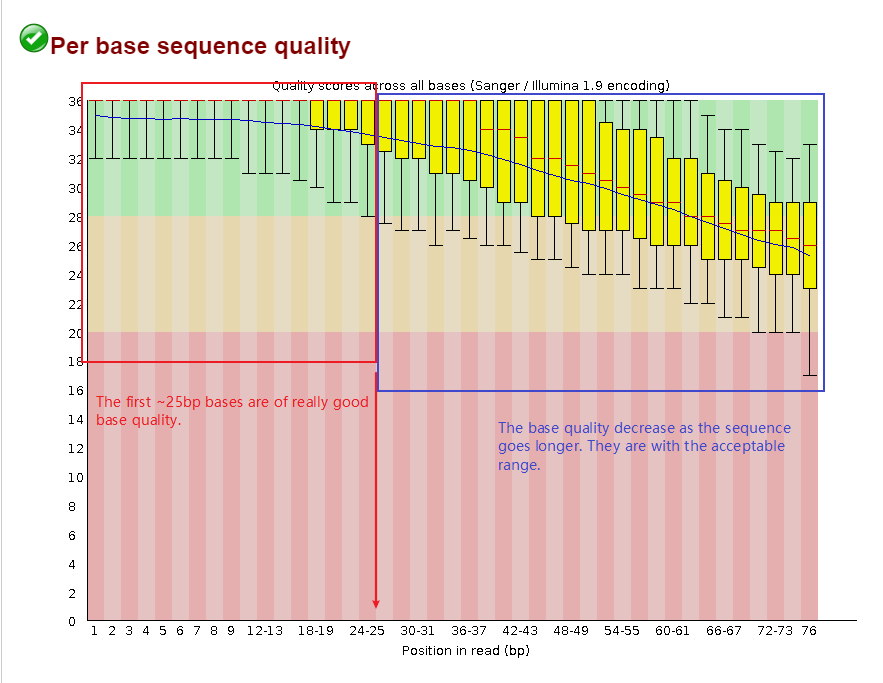 Per base sequence quality
Quality scores across all bases (Sanger / Illumina 1.9 encoding)
36
34
32
30
28
26
24
22
20
18
16
14
12
10
8
6
4
2
0
The first ~25bp bases are of really good
base quality.
The base quality decrease as the sequence
goes longer. They are with the acceptable
range.
1 2 3 4 5 6 7 8 9 12-13 18-19 24-25 30-31 36-37 42-43 48-49 54-55 60-61 66-67 72-73 76
Position in read (bp)